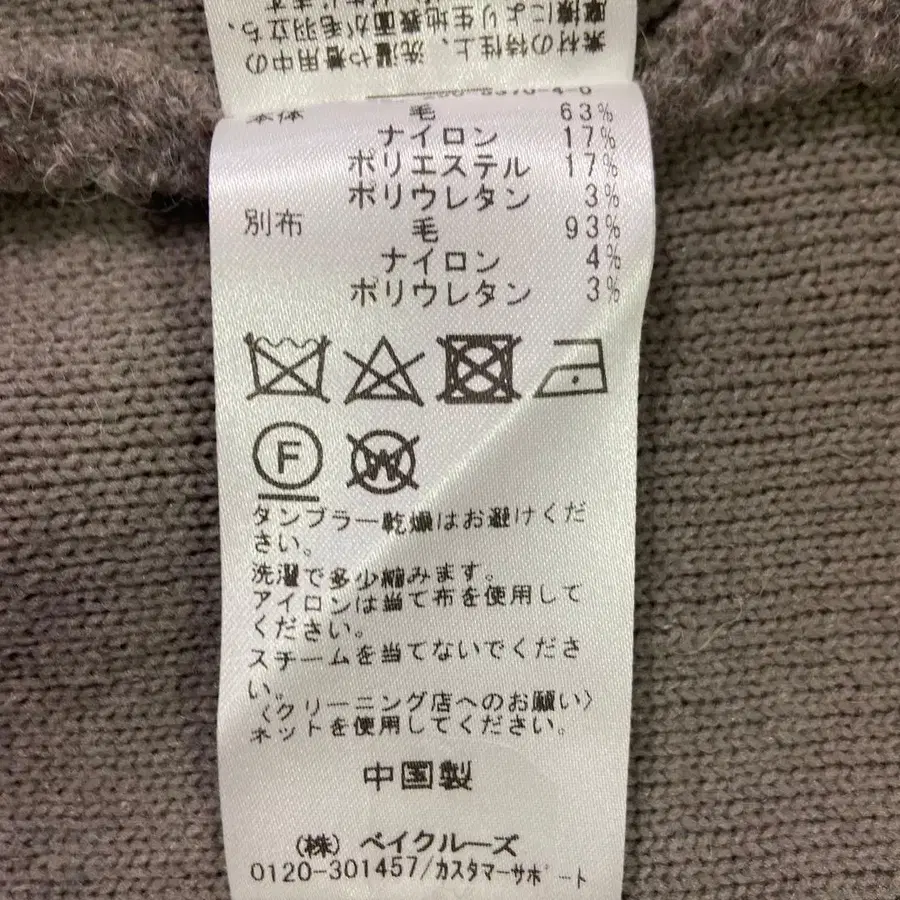 素材の特性上、洗濯や着用中の
摩擦により生地表面が毛羽立ち、
本体 毛 63%
ナイロン 17%
ポリエステル 17%
ポリウレタン 3%
別布 毛 93%
ナイロン 4%
ポリウレタン 3%
F
W
タンブラー乾燥はお避けくだ
さい。
洗濯で多少縮みます。
アイロンは当て布を使用して
ください。
スチームを当てないでくださ
い。
〈クリーニング店へのお願い〉
ネットを使用してください。
中国製
(株) ベイクルーズ
0120-301457/カスタマーサポート